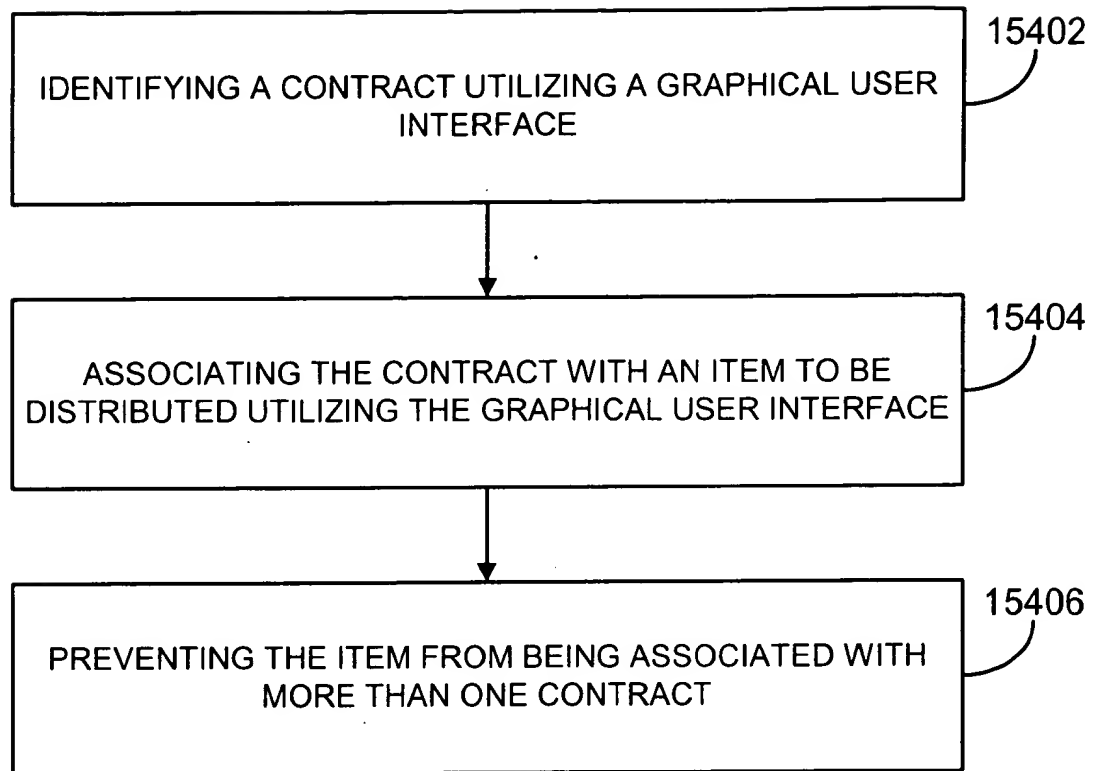 15402
IDENTIFYING A CONTRACT UTILIZING A GRAPHICAL USER
INTERFACE
15404
ASSOCIATING THE CONTRACT WITH AN ITEM TO BE
DISTRIBUTED UTILIZING THE GRAPHICAL USER INTERFACE
15406
PREVENTING THE ITEM FROM BEING ASSOCIATED WITH
MORE THAN ONE CONTRACT